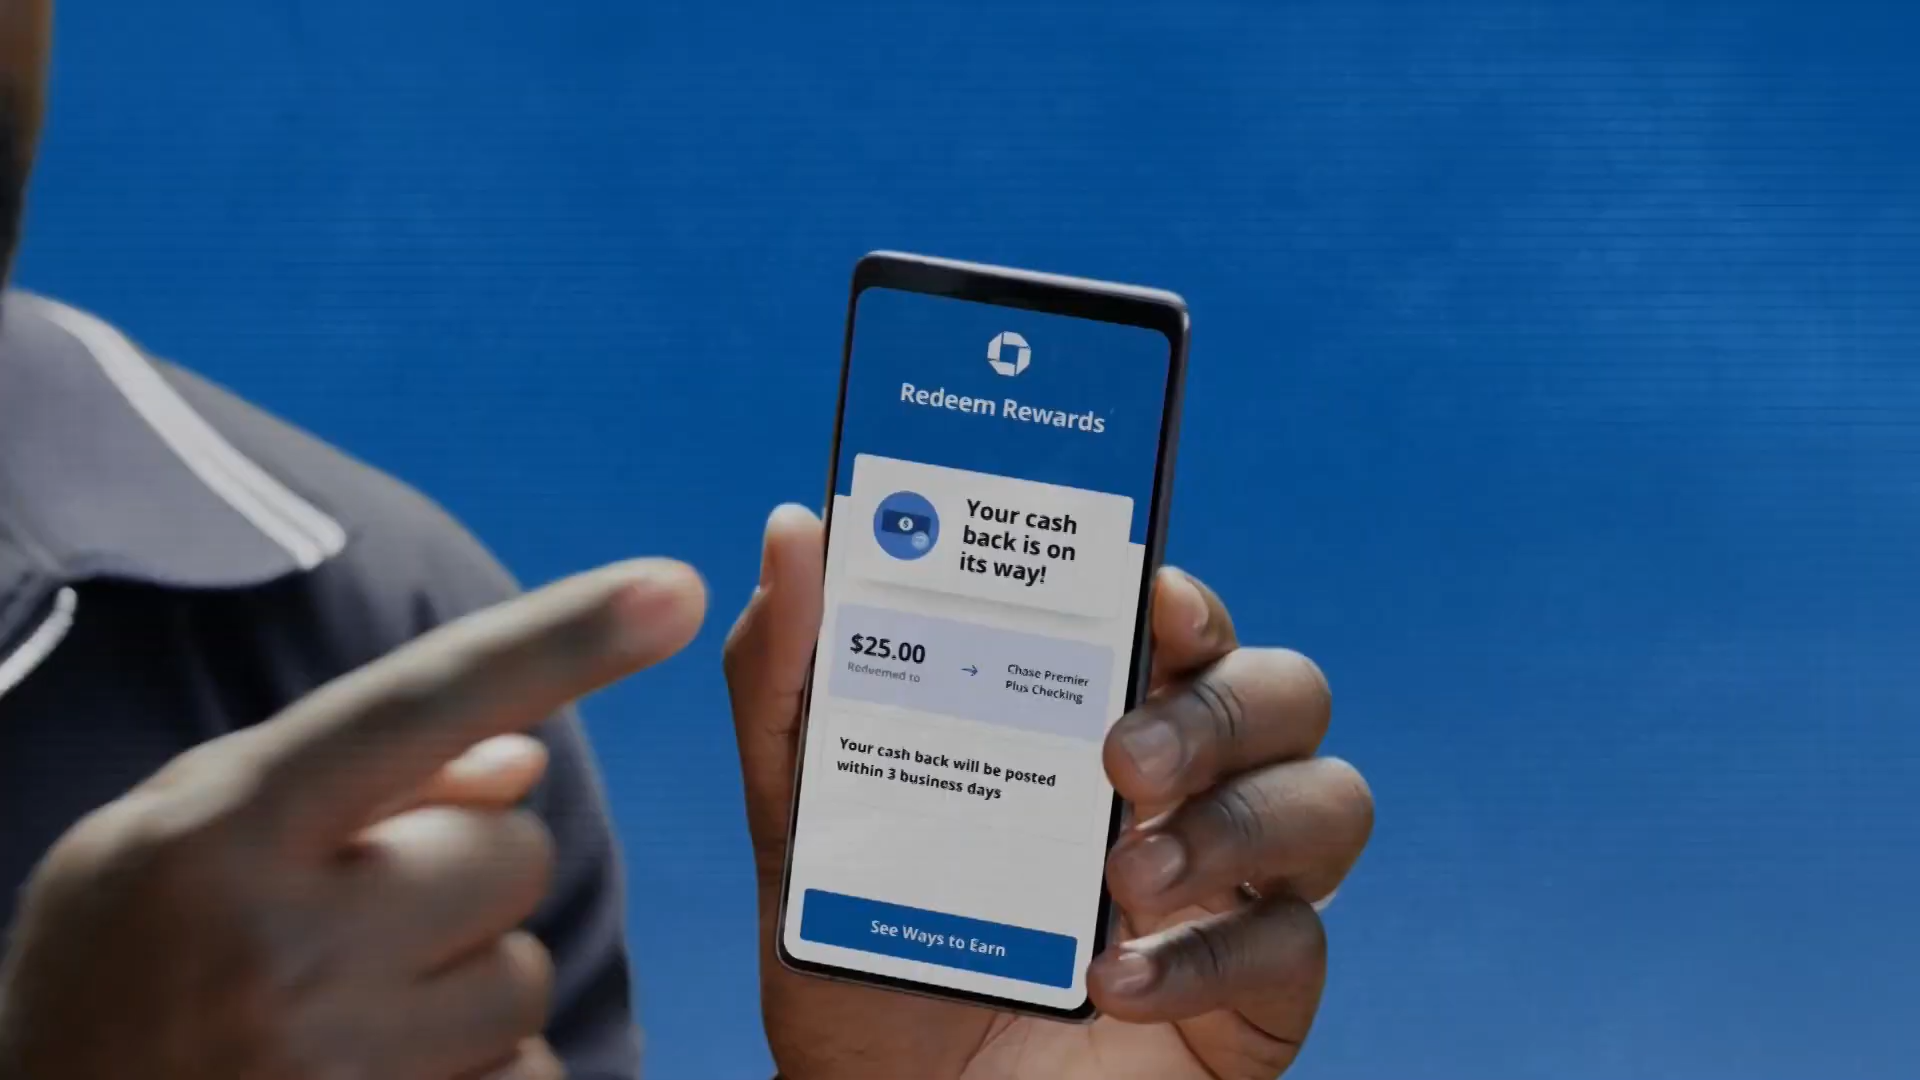 Redeem Rewards
Your cash
back is on
its way!
$25.00
Redeemed to
→
Chase Premier
Plus Checking
Your cash back will be posted
within 3 business days
See Ways to Earn